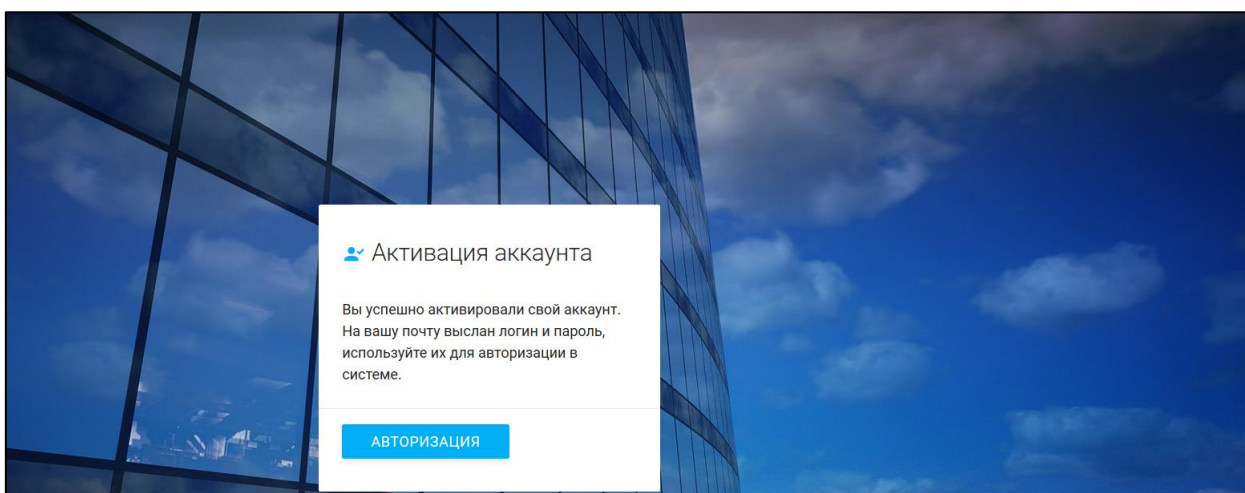 Активация аккаунта
Вы успешно активировали свой аккаунт.
На вашу почту выслан логин и пароль,
используйте их для авторизации в
системе.
АВТОРИЗАЦИЯ